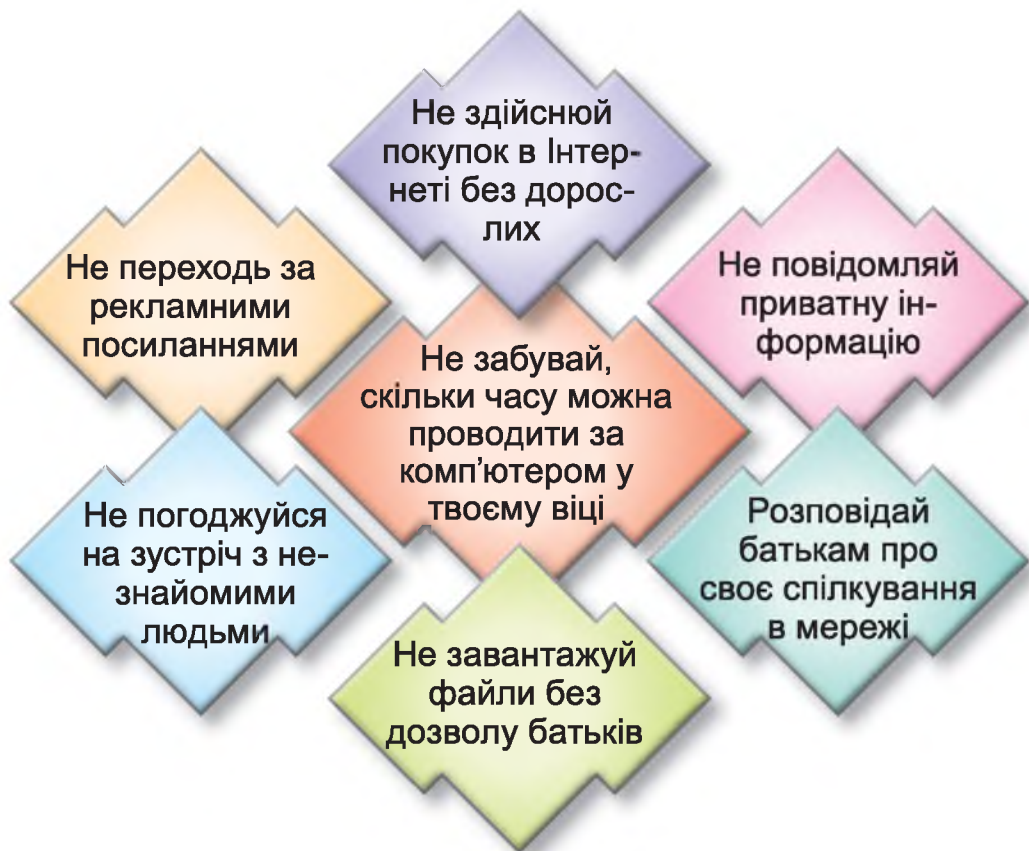 Не здійснюй
покупок в Інтер-
неті без дорос-
лих
Не переходь за
рекламними
посиланнями
Не повідомляй
приватну ін-
формацію
Не забувай,
скільки часу можна
проводити за
комп’ютером у
твоєму віці
Не погоджуйся
на зустріч з не-
знайомими
людьми
Розповідай
батькам про
своє спілкування
в мережі
Не завантажуй
файли без
дозволу батьків